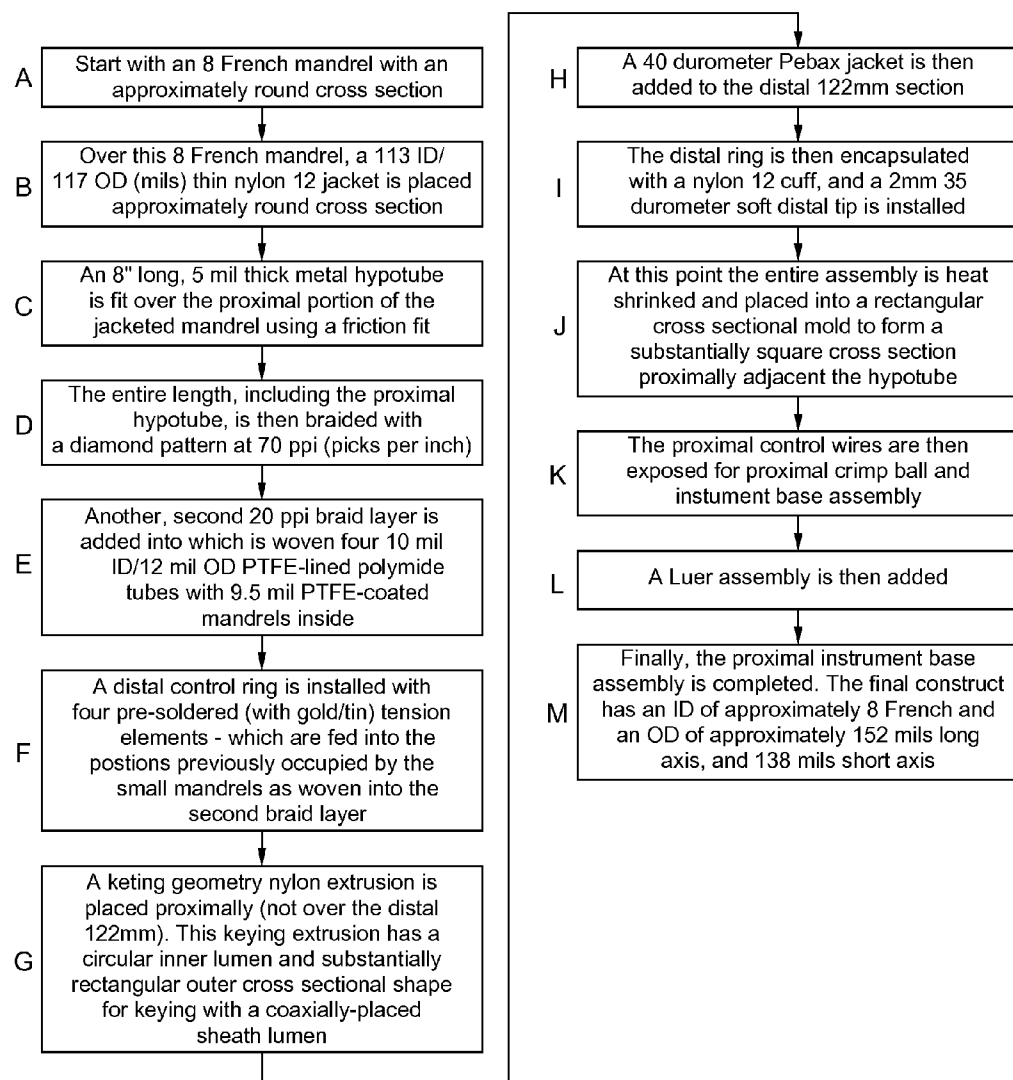 A
Start with an 8 French mandrel with an
approximately round cross section
B
Over this 8 French mandrel, a 113 ID/
117 OD (mils) thin nylon 12 jacket is placed
approximately round cross section
C
An 8" long, 5 mil thick metal hypotube
is fit over the proximal portion of the
jacketed mandrel using a friction fit
D
The entire length, including the proximal
hypotube, is then braided with
a diamond pattern at 70 ppi (picks per inch)
E
Another, second 20 ppi braid layer is
added into which is woven four 10 mil
ID/12 mil OD PTFE-lined polymide
tubes with 9.5 mil PTFE-coated
mandrels inside
F
A distal control ring is installed with
four pre-soldered (with gold/tin) tension
elements - which are fed into the
postions previously occupied by the
small mandrels as woven into the
second braid layer
G
A keting geometry nylon extrusion is
placed proximally (not over the distal
122mm). This keying extrusion has a
circular inner lumen and substantially
rectangular outer cross sectional shape
for keying with a coaxially-placed
sheath lumen
H
A 40 durometer Pebax jacket is then
added to the distal 122mm section
I
The distal ring is then encapsulated
with a nylon 12 cuff, and a 2mm 35
durometer soft distal tip is installed
J
At this point the entire assembly is heat
shrinked and placed into a rectangular
cross sectional mold to form a
substantially square cross section
proximally adjacent the hypotube
K
The proximal control wires are then
exposed for proximal crimp ball and
instument base assembly
L
A Luer assembly is then added
M
Finally, the proximal instrument base
assembly is completed. The final construct
has an ID of approximately 8 French and
an OD of approximately 152 mils long
axis, and 138 mils short axis